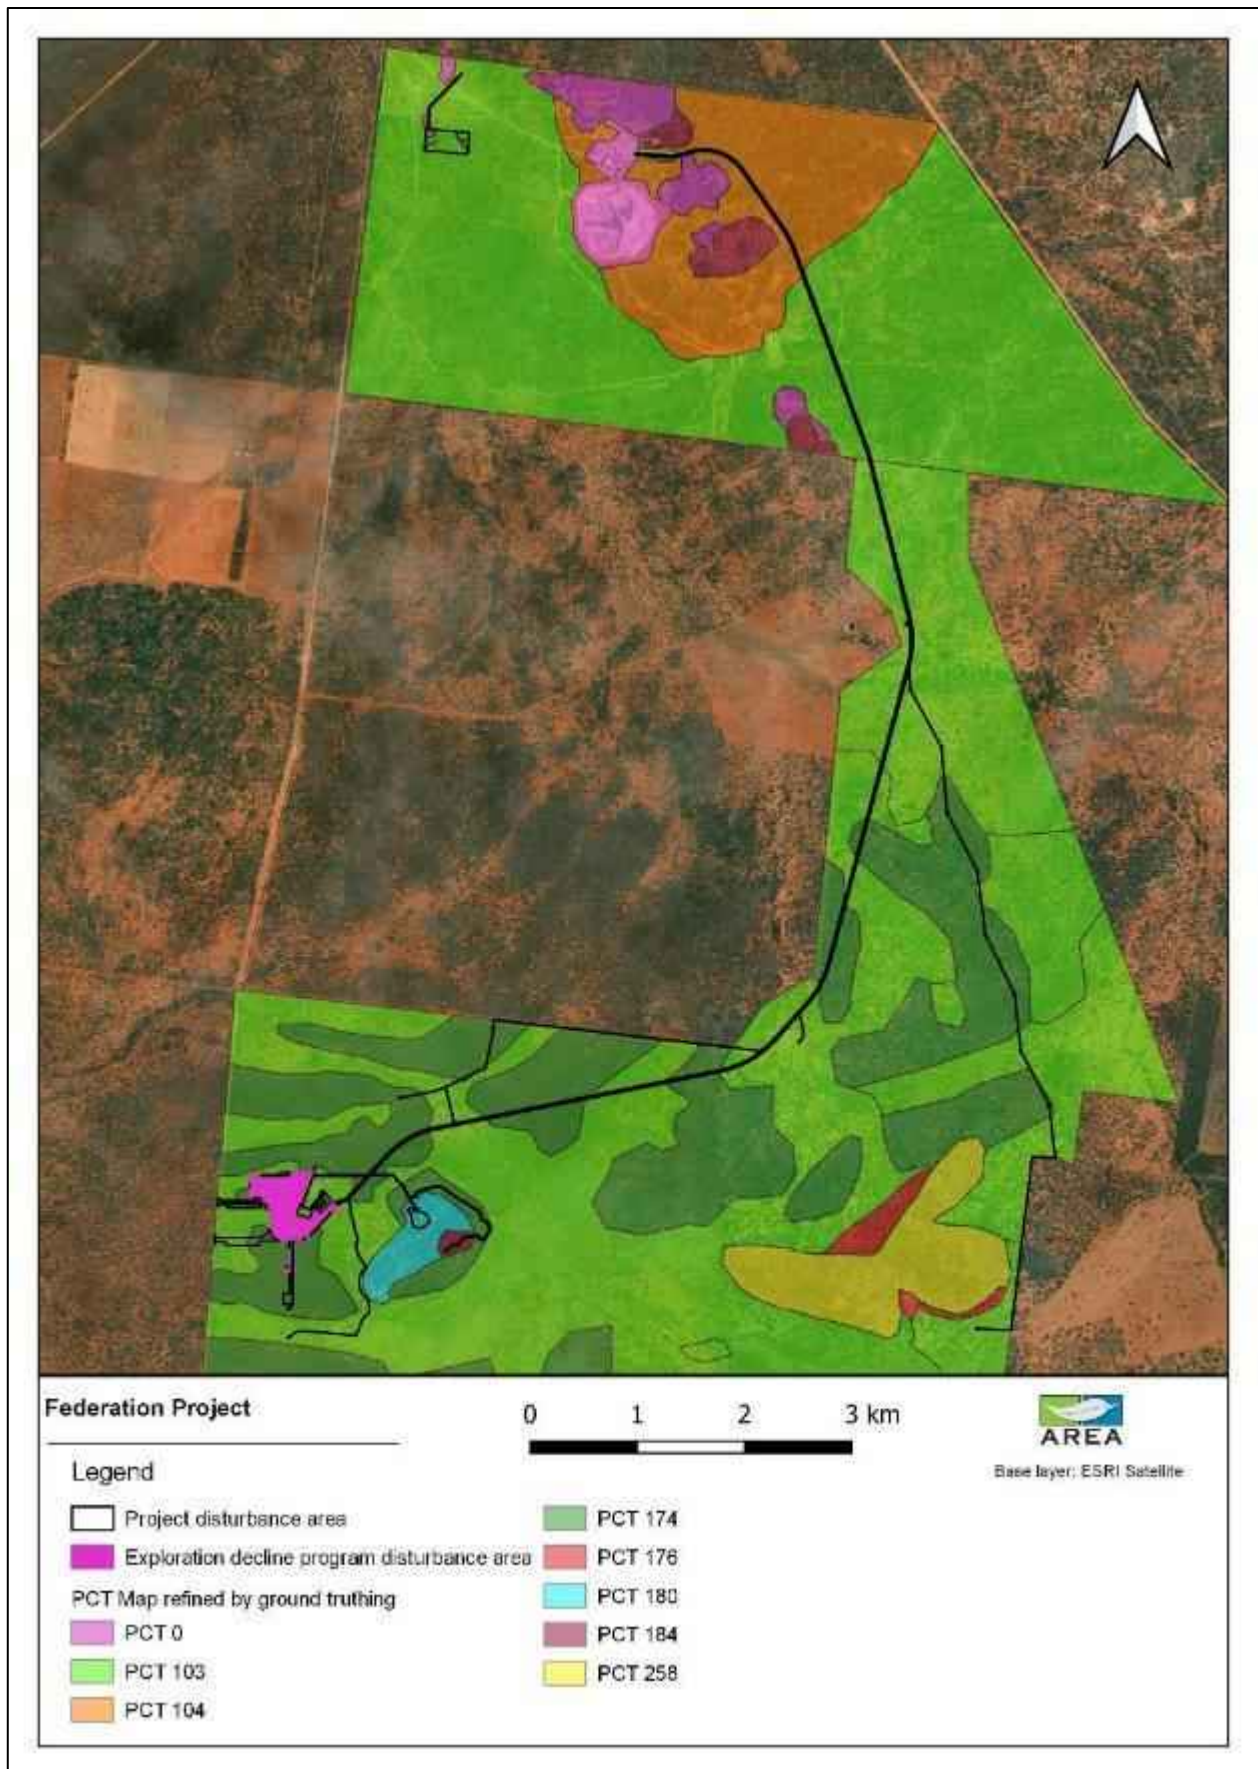 Federation Project
0 1 2 3 km
AREA
Base layer: ESRI Satellite
Legend
Project disturbance area
Exploration decline program disturbance area
PCT Map refined by ground truthing
PCT 0
PCT 103
PCT 104
PCT 174
PCT 176
PCT 180
PCT 184
PCT 258